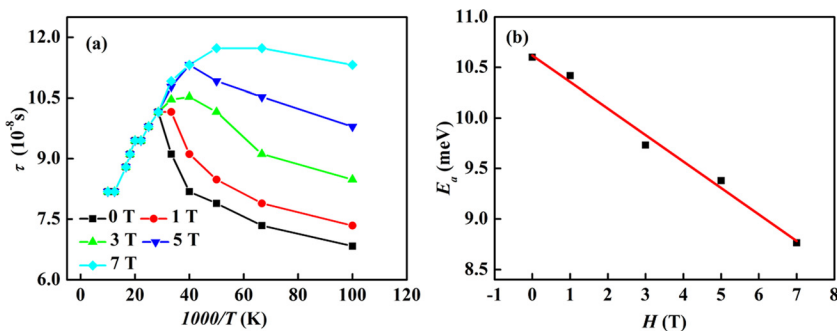 (a)
τ (10⁻⁸s)
12.0
10.5
9.0
7.5
6.0
0 T 1 T
3 T 5 T
7 T
0 20 40 60 80 100
1000/T (K)
(b)
Eₐ (meV)
11.0
10.5
10.0
9.5
9.0
8.5
-1 0 1 2 3 4 5 6 7 8
H (T)